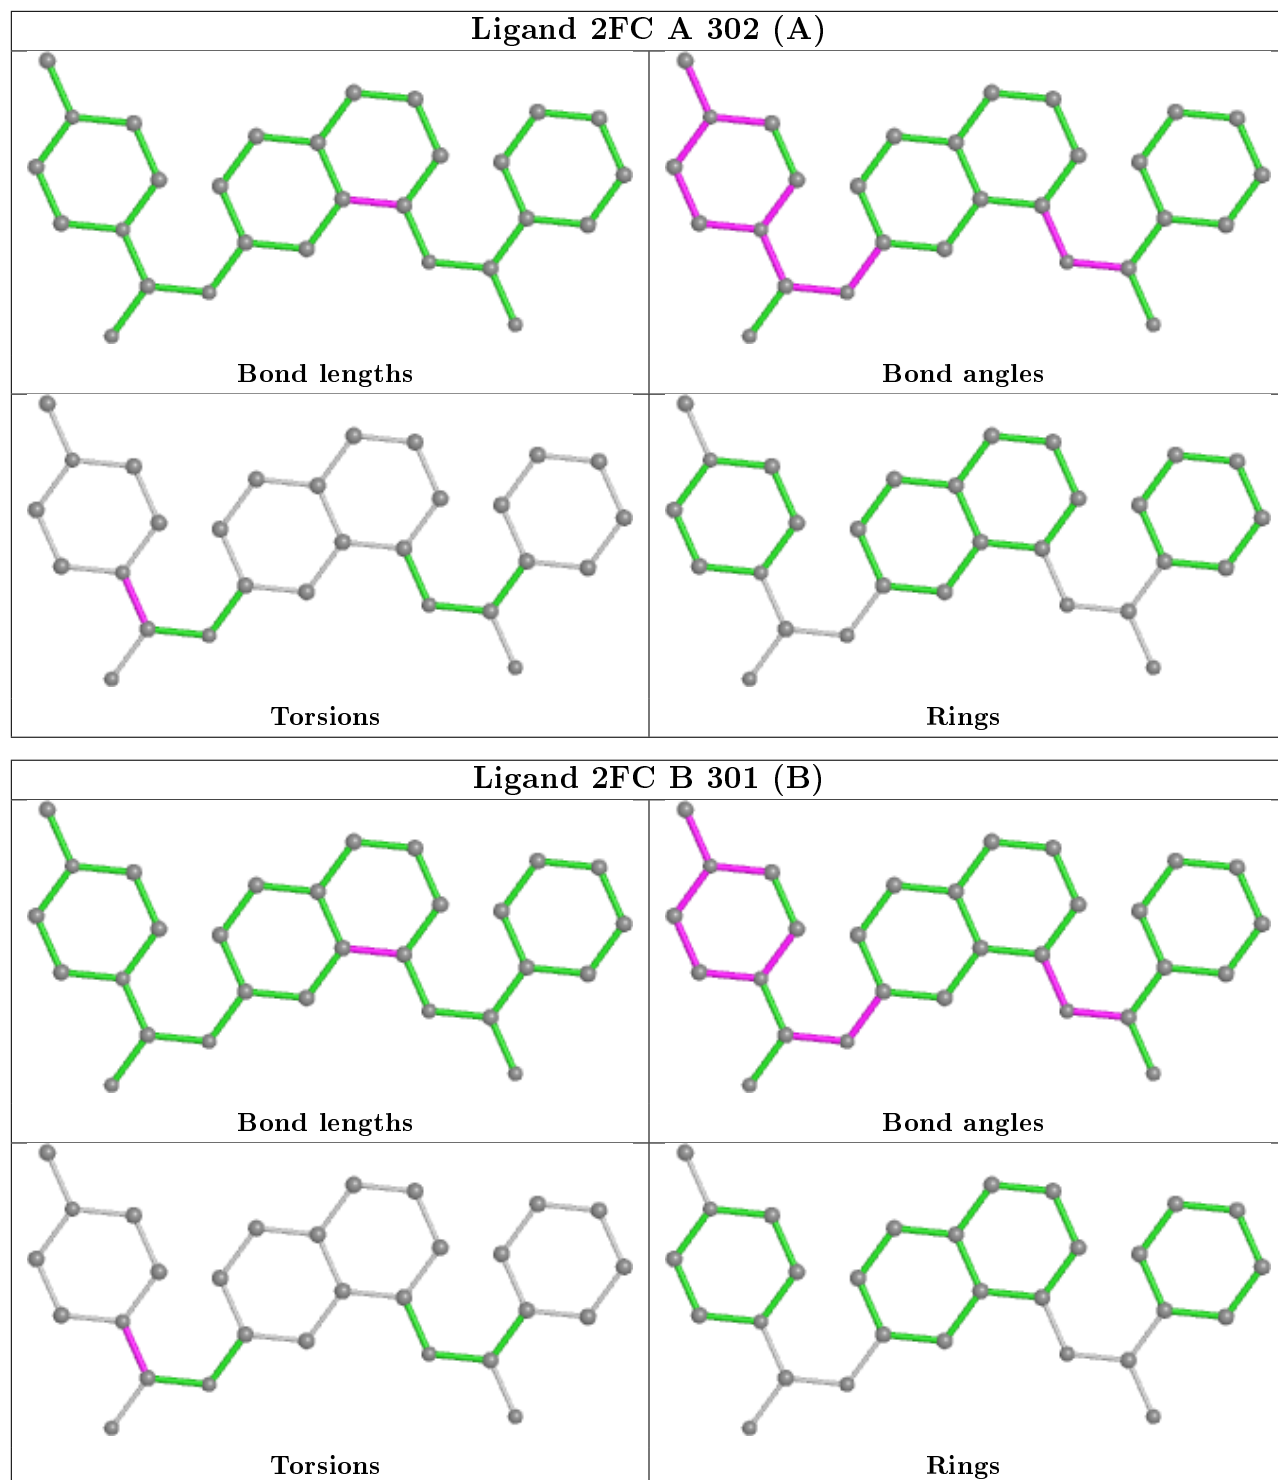 Ligand 2FC A 302 (A)
Bond lengths
Bond angles
Torsions
Rings
Ligand 2FC B 301 (B)
Bond lengths
Bond angles
Torsions
Rings